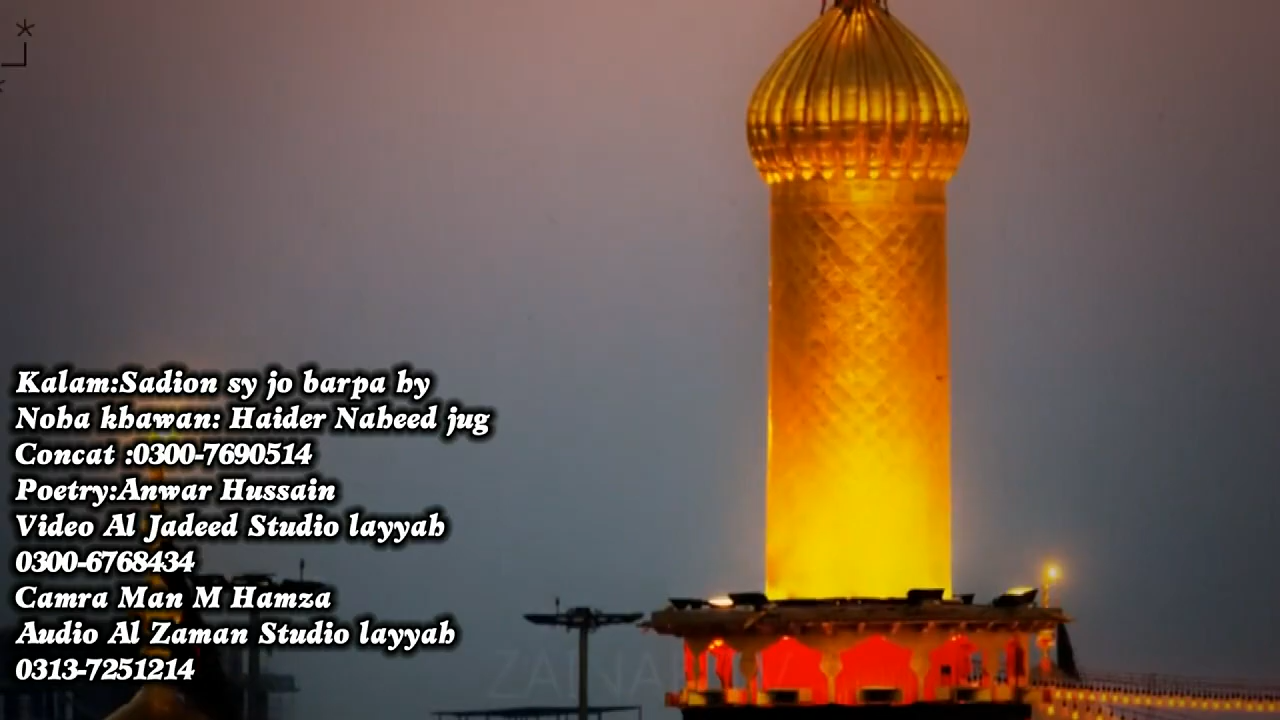 Kalam:Sadion sy jo barpa hy
Noha khawan: Haider Naheed jug
Concat :0300-7690514
Poetry:Anwar Hussain
Video Al Jadeed Studio layyah
0300-6768434
Camra Man M Hamza
Audio Al Zaman Studio layyah
0313-7251214